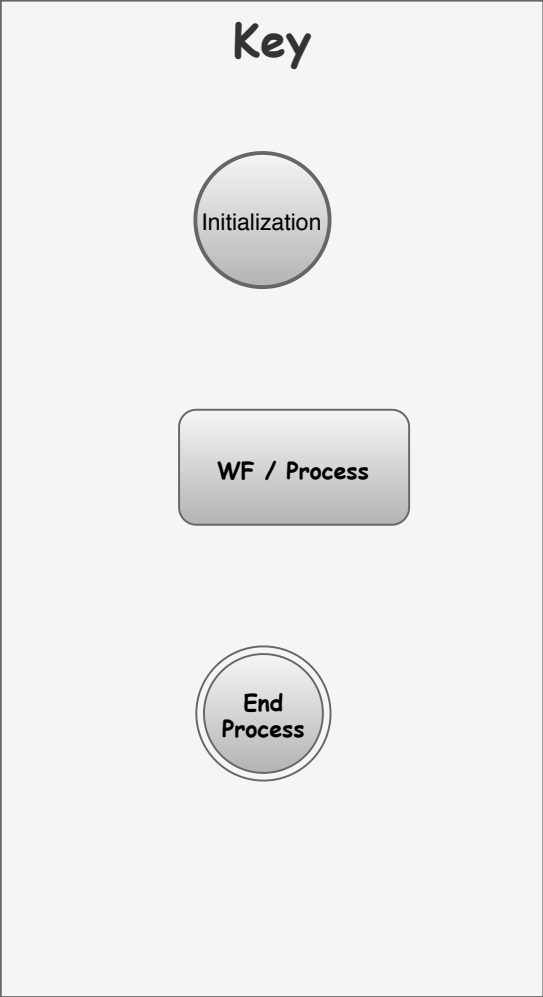 Key
Initialization
WF / Process
End
Process